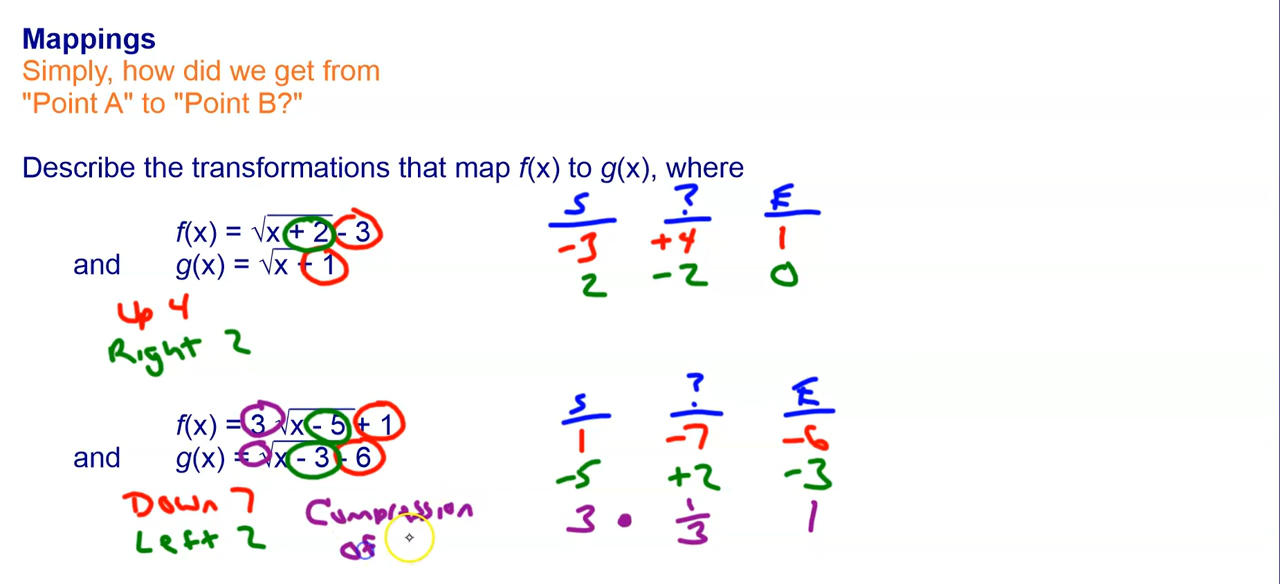 Mappings
Simply, how did we get from
"Point A" to "Point B?"
Describe the transformations that map f(x) to g(x), where
S ? E
f(x) = √x + 2 - 3
-3 +4 1
and g(x) = √x + 1
2 -2 0
Up 4
Right 2
S ? E
f(x) = 3√x - 5 + 1
1 -7 -6
and g(x) = √x - 3 - 6
-5 +2 -3
Down 7
Left 2
Compression
of
3 • 1/3 1